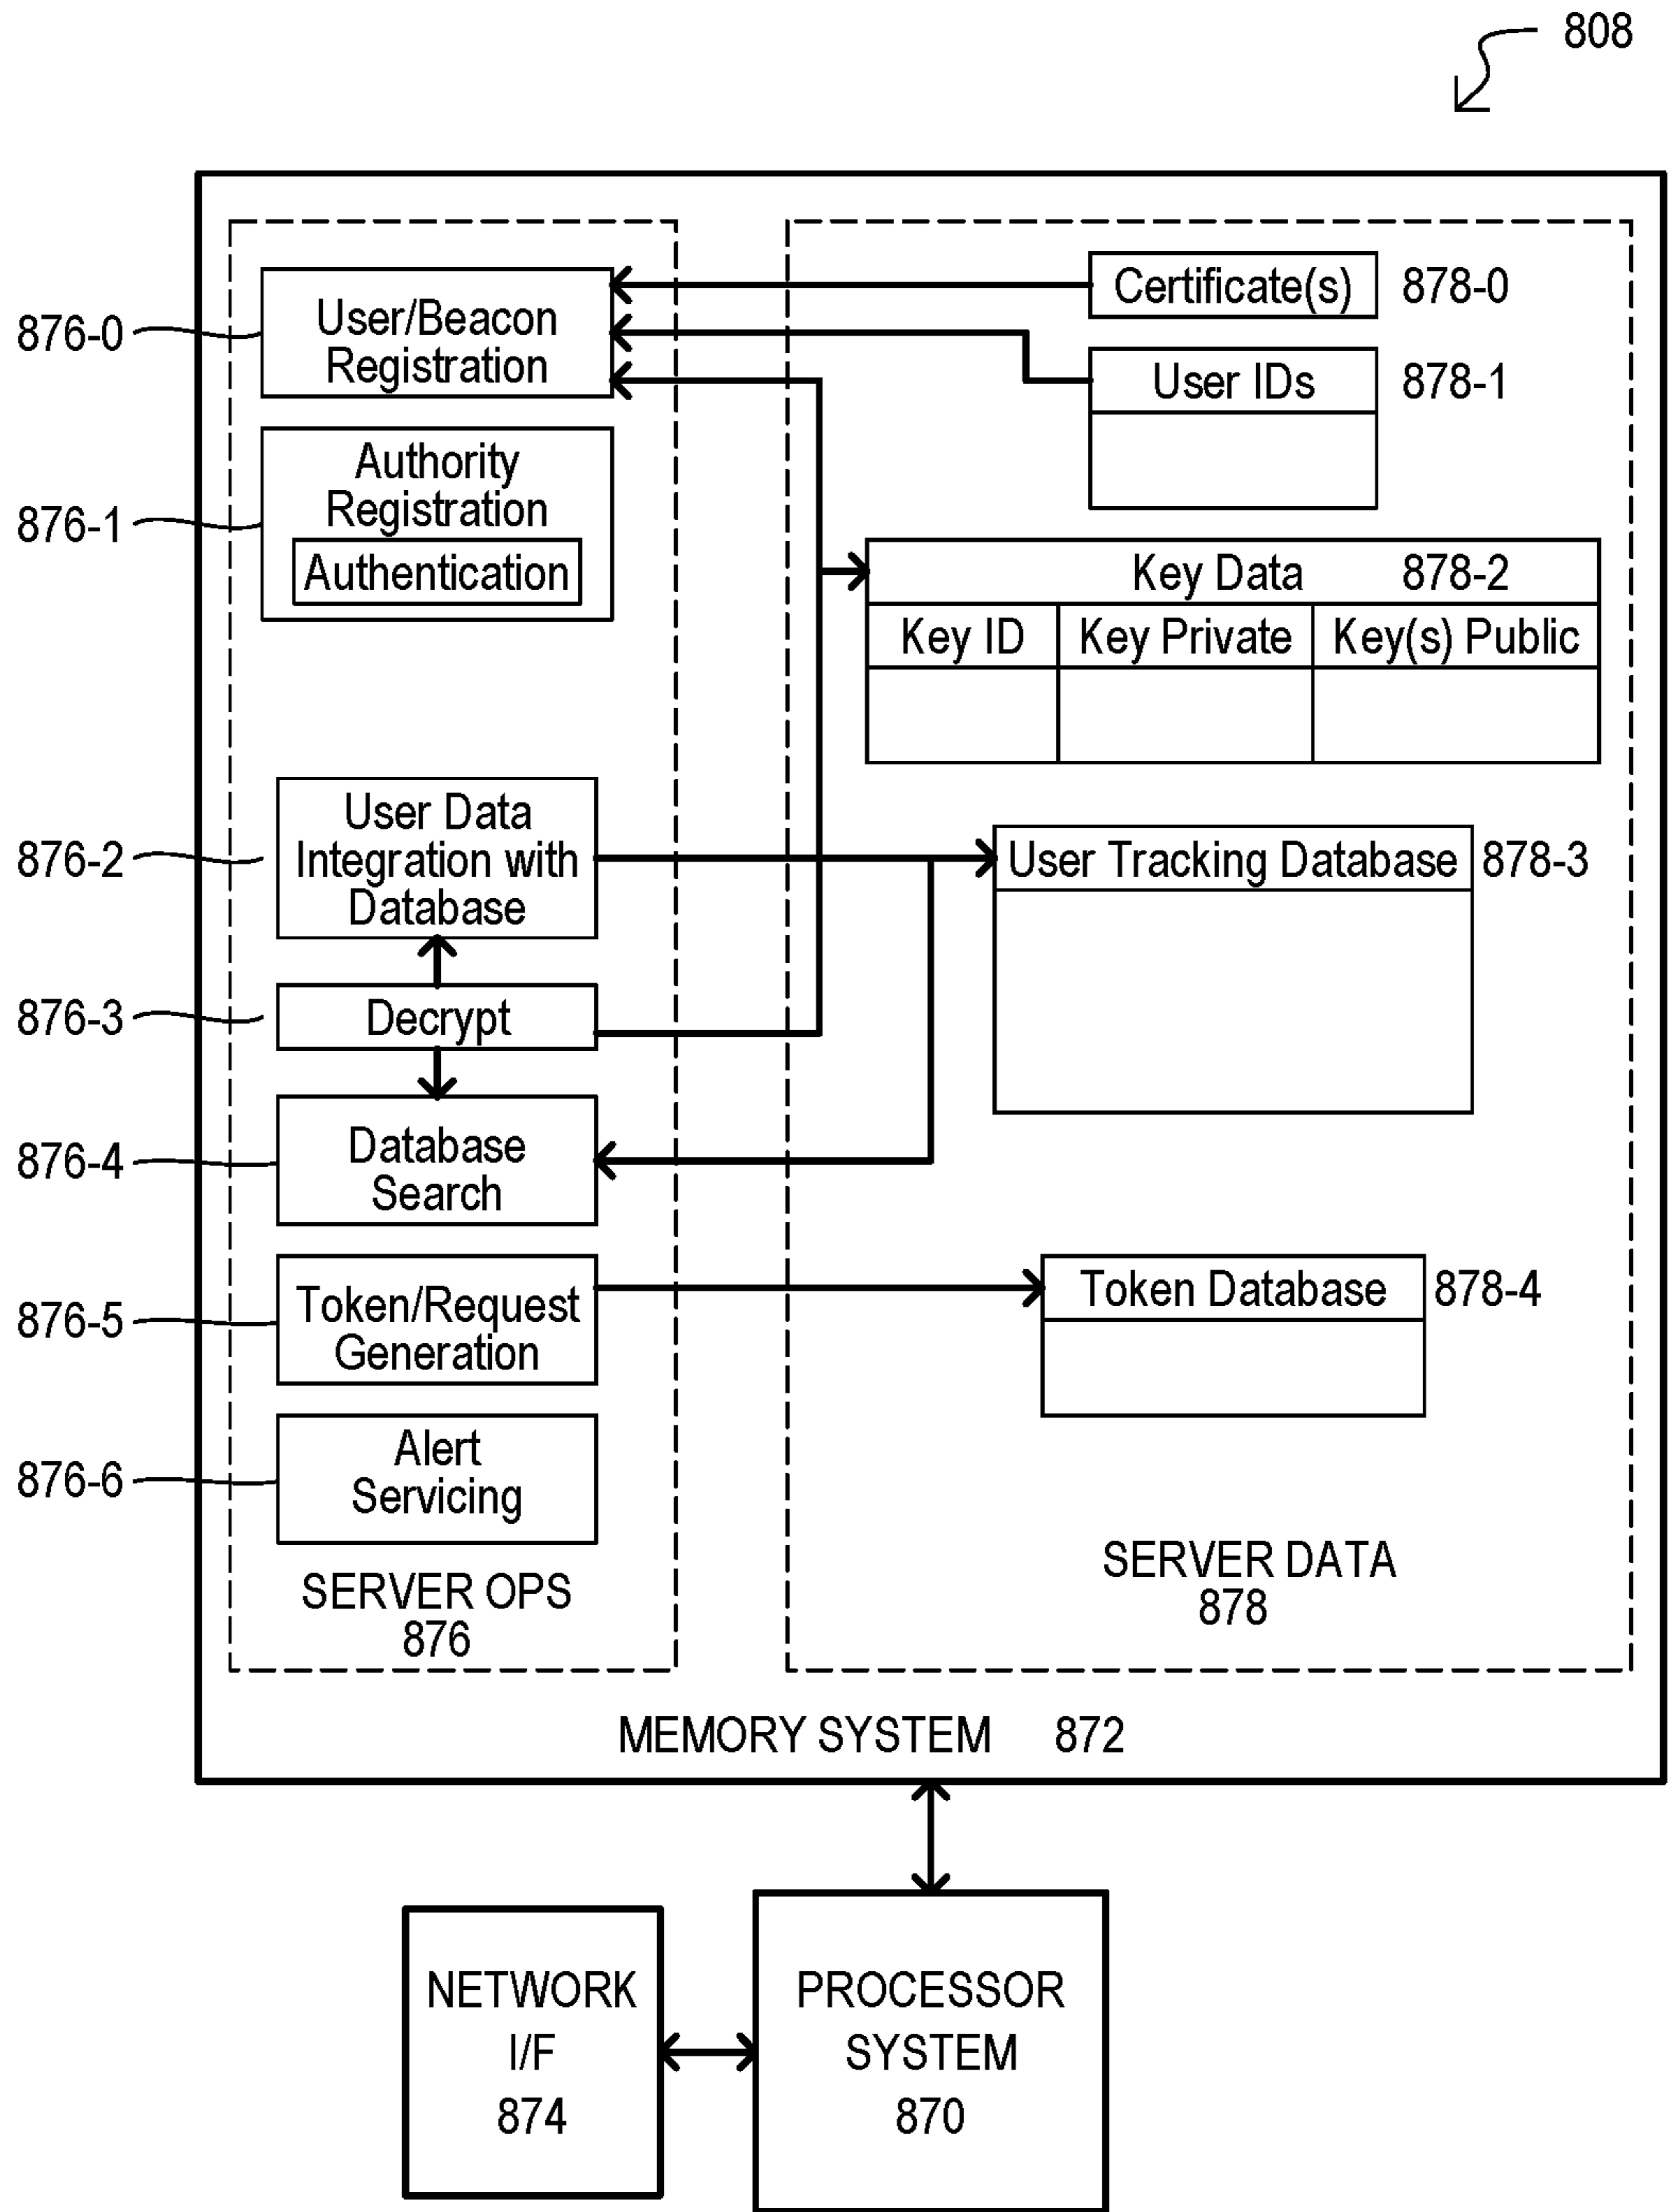 808
876-0
User/Beacon
Registration
Certificate(s)
878-0
User IDs
878-1
876-1
Authority
Registration
Authentication
Key Data
878-2
Key ID
Key Private
Key(s) Public
876-2
User Data
Integration with
Database
User Tracking Database
878-3
876-3
Decrypt
876-4
Database
Search
876-5
Token/Request
Generation
Token Database
878-4
876-6
Alert
Servicing
SERVER OPS
876
SERVER DATA
878
MEMORY SYSTEM 872
NETWORK
I/F
874
PROCESSOR
SYSTEM
870